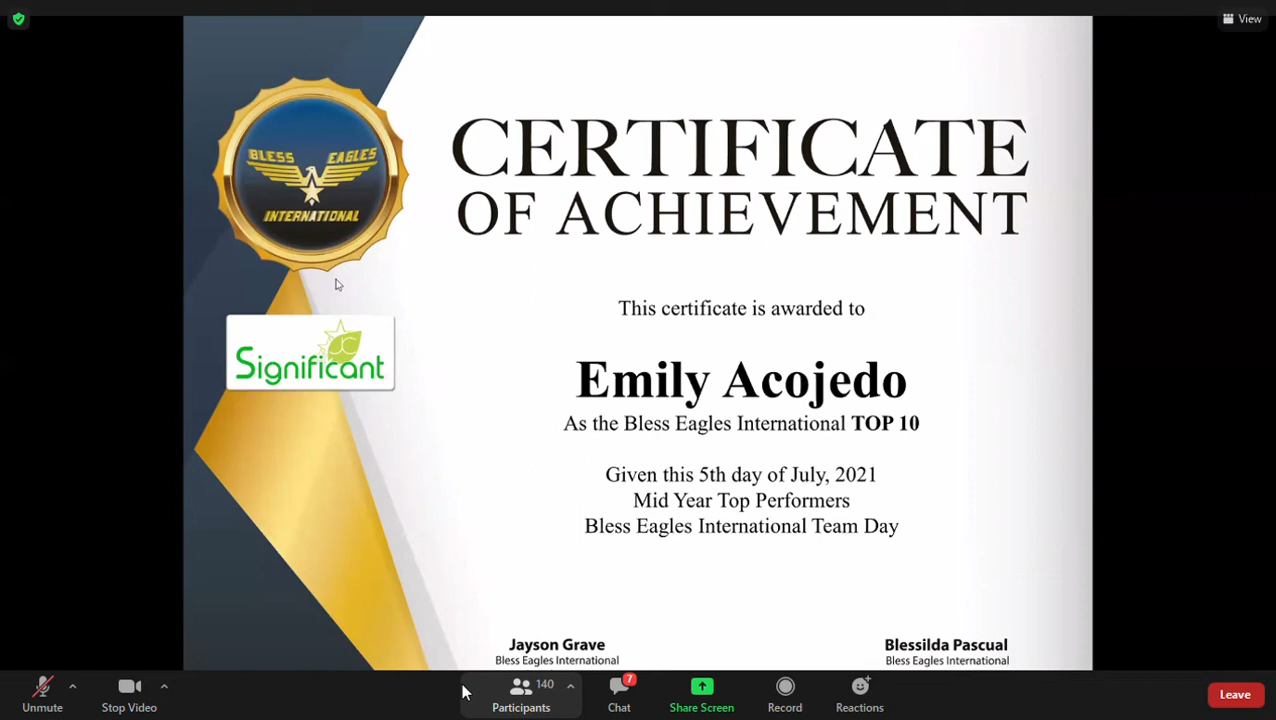 View
BLESS EAGLES
INTERNATIONAL
CERTIFICATE
OF ACHIEVEMENT
This certificate is awarded to
JC
Significant
Emily Acojedo
As the Bless Eagles International TOP 10
Given this 5th day of July, 2021
Mid Year Top Performers
Bless Eagles International Team Day
Jayson Grave
Bless Eagles International
Blessilda Pascual
Bless Eagles International
Unmute
Stop Video
140
Participants
7
Chat
Share Screen
Record
Reactions
Leave